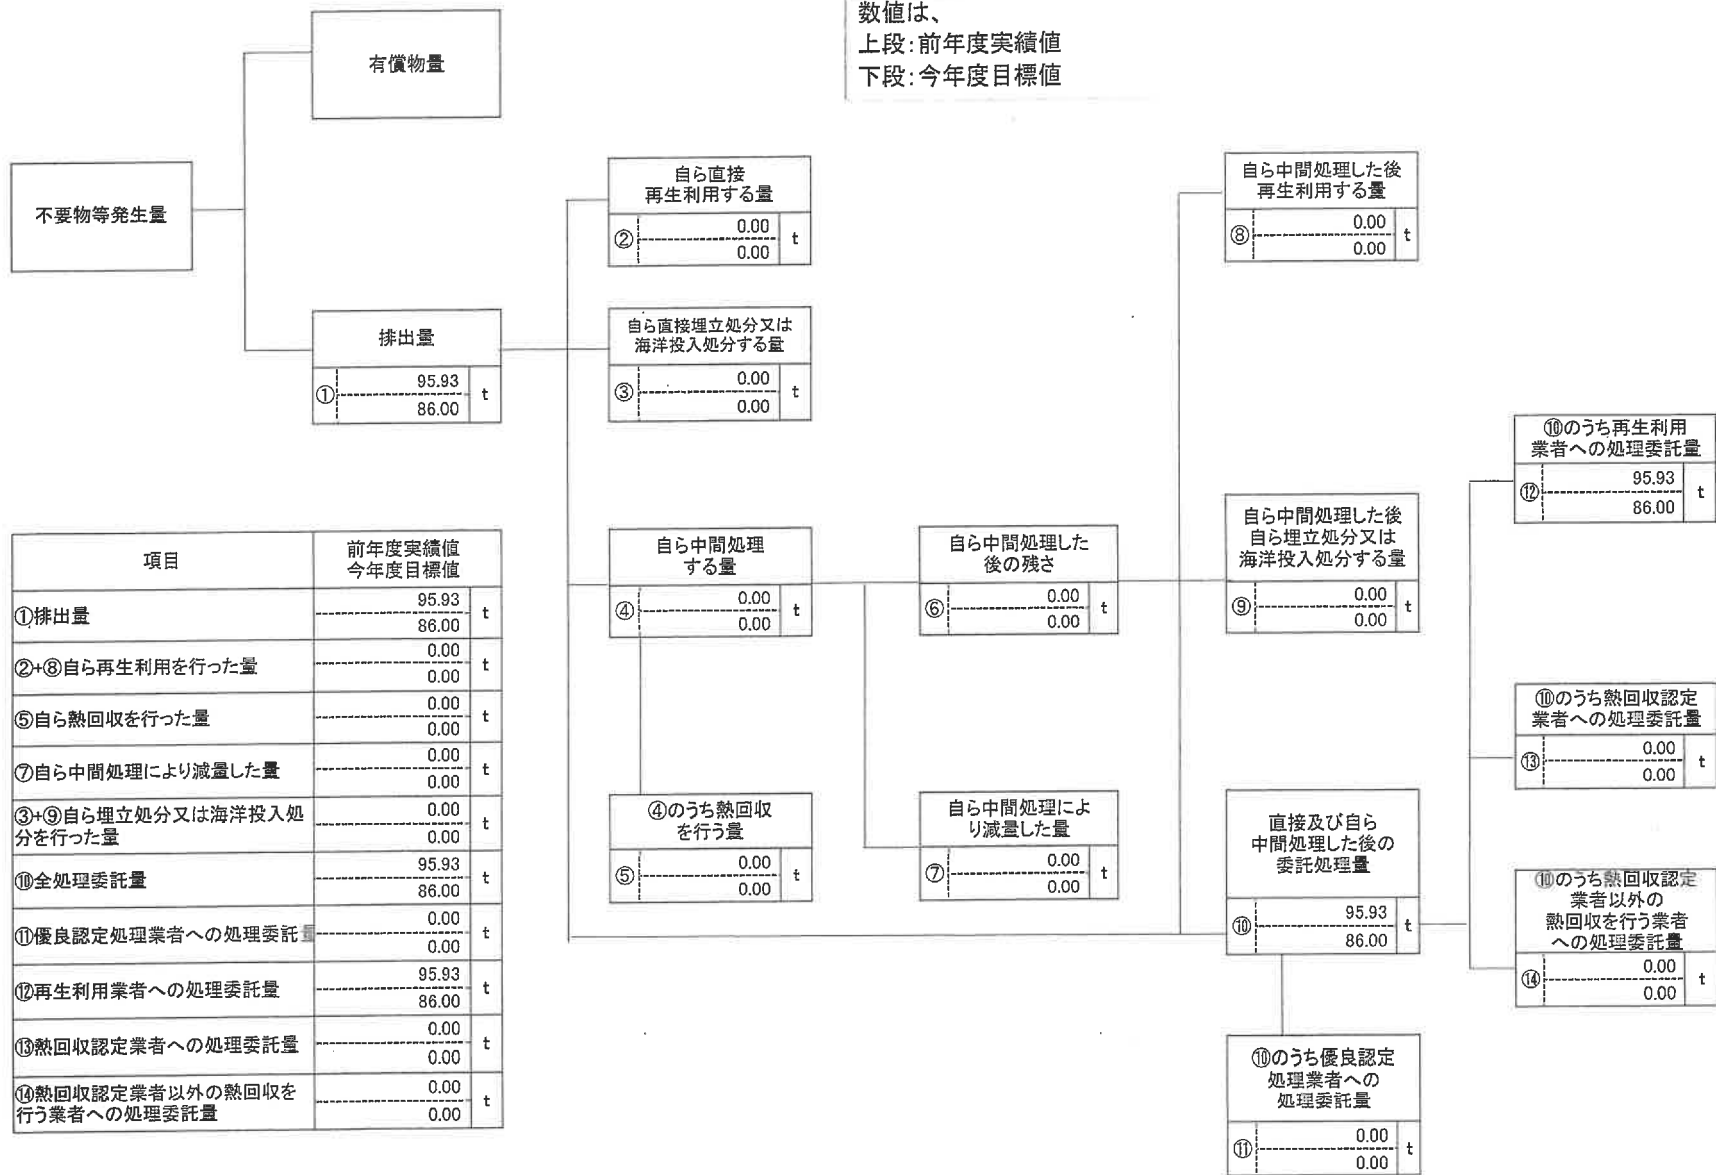 数値は、
上段:前年度実績値
下段:今年度目標値
有償物量
不要物等発生量
排出量
① 95.93 t
86.00
自ら直接
再生利用する量
② 0.00 t
0.00
自ら直接埋立処分又は
海洋投入処分する量
③ 0.00 t
0.00
自ら中間処理
する量
④ 0.00 t
0.00
④のうち熱回収
を行う量
⑤ 0.00 t
0.00
自ら中間処理した
後の残さ
⑥ 0.00 t
0.00
自ら中間処理によ
り減量した量
⑦ 0.00 t
0.00
自ら中間処理した後
再生利用する量
⑧ 0.00 t
0.00
自ら中間処理した後
自ら埋立処分又は
海洋投入処分する量
⑨ 0.00 t
0.00
直接及び自ら
中間処理した後の
委託処理量
⑩ 95.93 t
86.00
⑩のうち優良認定
処理業者への
処理委託量
⑪ 0.00 t
0.00
⑩のうち再生利用
業者への処理委託量
⑫ 95.93 t
86.00
⑩のうち熱回収認定
業者への処理委託量
⑬ 0.00 t
0.00
⑩のうち熱回収認定
業者以外の
熱回収を行う業者
への処理委託量
⑭ 0.00 t
0.00
項目 前年度実績値
今年度目標値
①排出量 95.93 t
86.00
②+⑧自ら再生利用を行った量 0.00 t
0.00
⑤自ら熱回収を行った量 0.00 t
0.00
⑦自ら中間処理により減量した量 0.00 t
0.00
③+⑨自ら埋立処分又は海洋投入処 0.00 t
分を行った量 0.00
⑩全処理委託量 95.93 t
86.00
⑪優良認定処理業者への処理委託量 0.00 t
0.00
⑫再生利用業者への処理委託量 95.93 t
86.00
⑬熱回収認定業者への処理委託量 0.00 t
0.00
⑭熱回収認定業者以外の熱回収を 0.00 t
行う業者への処理委託量 0.00